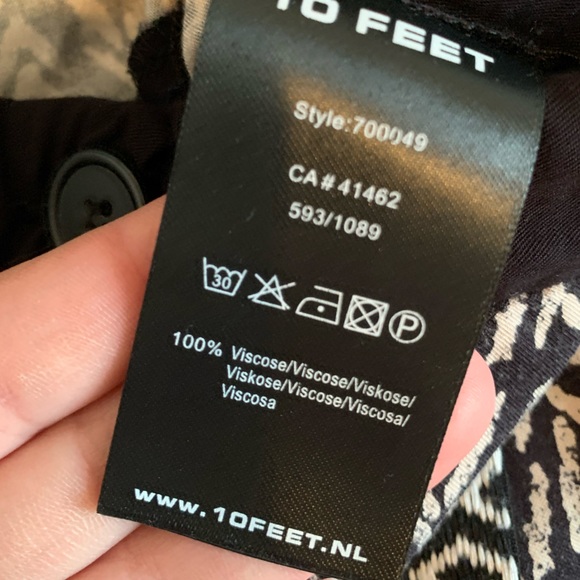 10 FEET
Style:700049
CA#41462
593/1089
30 P
100% Viscose/Viscose/Viskose/
Viskose/Viscose/Viscosa/
Viscosa
www.10FEET.NL